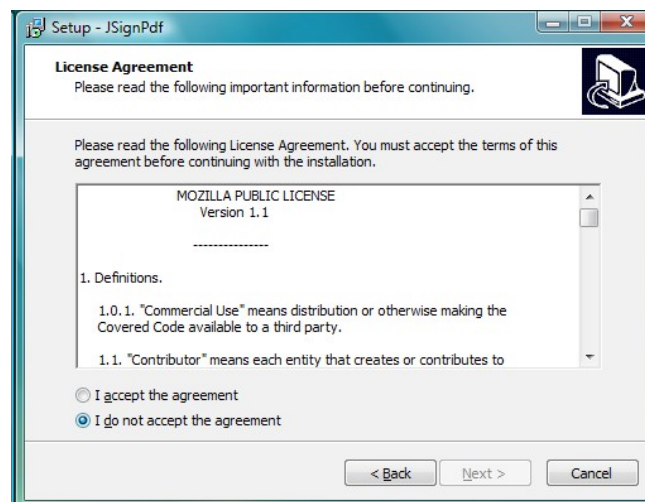 Setup - JSignPdf
License Agreement
Please read the following important information before continuing.
Please read the following License Agreement. You must accept the terms of this
agreement before continuing with the installation.
MOZILLA PUBLIC LICENSE
Version 1.1
---------------
1. Definitions.
1.0.1. "Commercial Use" means distribution or otherwise making the
Covered Code available to a third party.
1.1. "Contributor" means each entity that creates or contributes to
I accept the agreement
I do not accept the agreement
< Back Next > Cancel